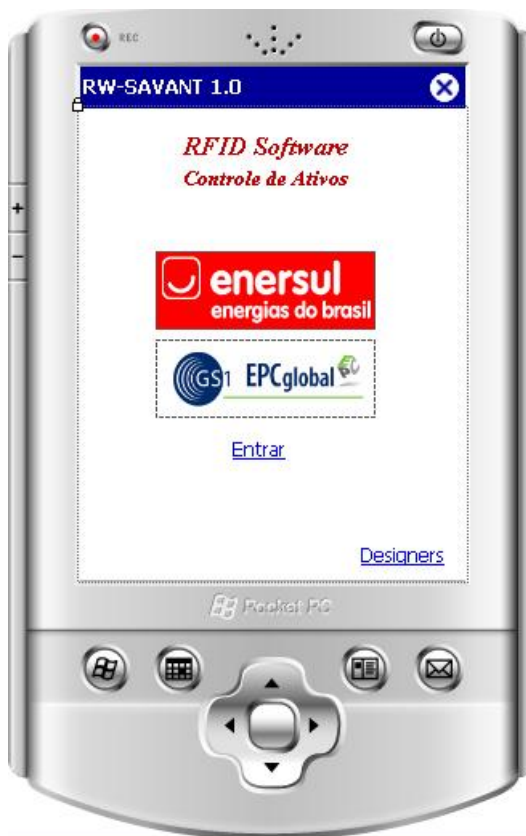 REC
RW-SAVANT 1.0
RFID Software
Controle de Ativos
enersul
energias do brasil
GS1 EPCglobal
Entrar
Designers
Pocket PC